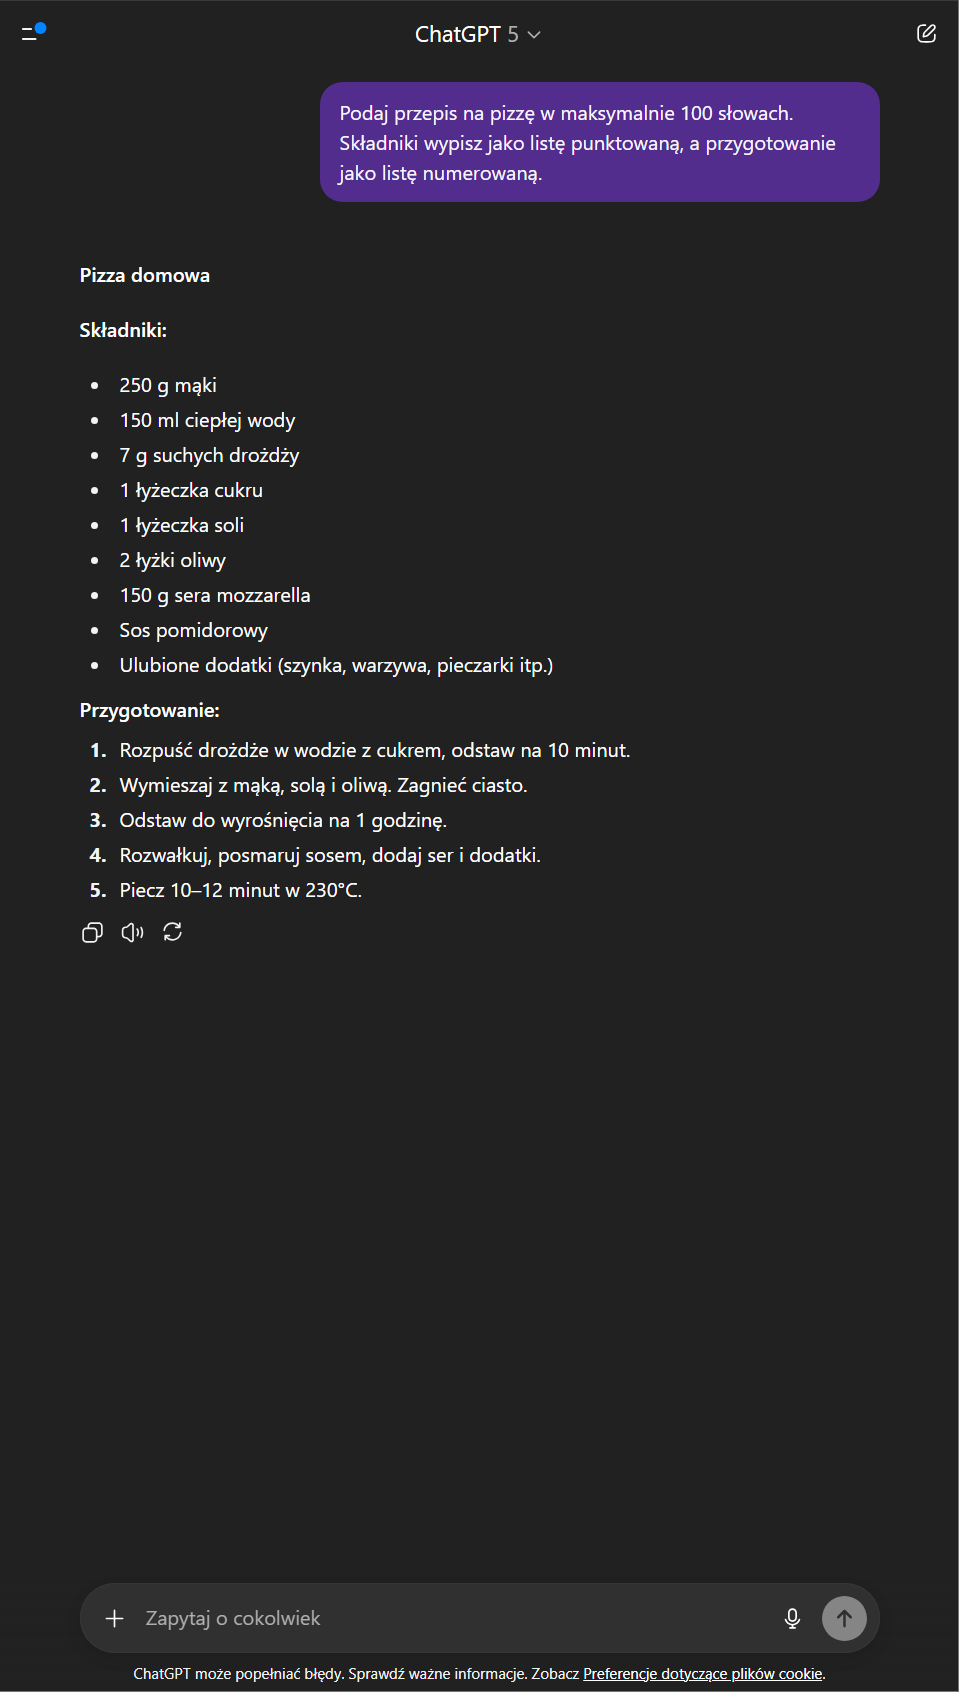 ChatGPT 5
Podaj przepis na pizzę w maksymalnie 100 słowach.
Składniki wypisz jako listę punktowaną, a przygotowanie
jako listę numerowaną.
Pizza domowa
Składniki:
• 250 g mąki
• 150 ml ciepłej wody
• 7 g suchych drożdży
• 1 łyżeczka cukru
• 1 łyżeczka soli
• 2 łyżki oliwy
• 150 g sera mozzarella
• Sos pomidorowy
• Ulubione dodatki (szynka, warzywa, pieczarki itp.)
Przygotowanie:
1. Rozpuść drożdże w wodzie z cukrem, odstaw na 10 minut.
2. Wymieszaj z mąką, solą i oliwą. Zagnieć ciasto.
3. Odstaw do wyrośnięcia na 1 godzinę.
4. Rozwałkuj, posmaruj sosem, dodaj ser i dodatki.
5. Piecz 10–12 minut w 230°C.
Zapytaj o cokolwiek
ChatGPT może popełniać błędy. Sprawdź ważne informacje. Zobacz Preferencje dotyczące plików cookie.